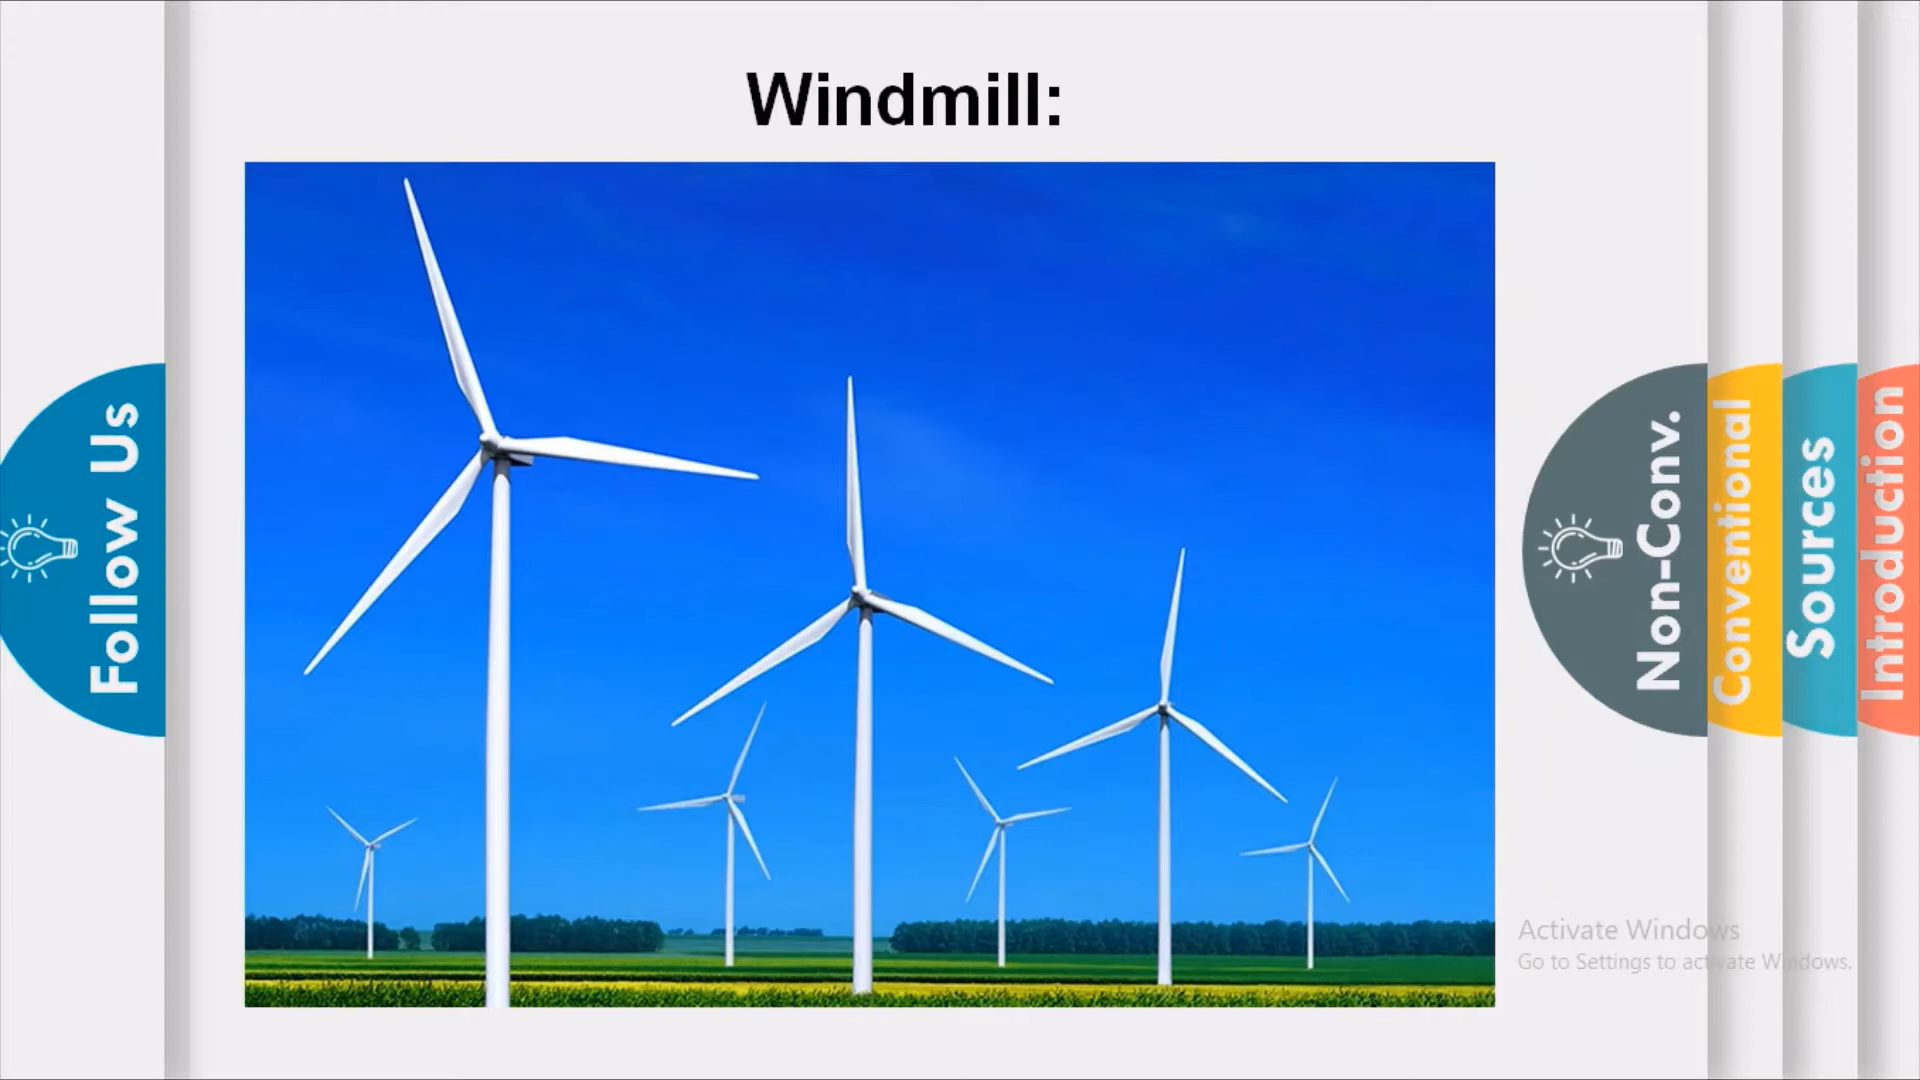 Windmill:
Follow Us
Non-Conv.
Conventional
Sources
Introduction
Activate Windows
Go to Settings to activate Windows.